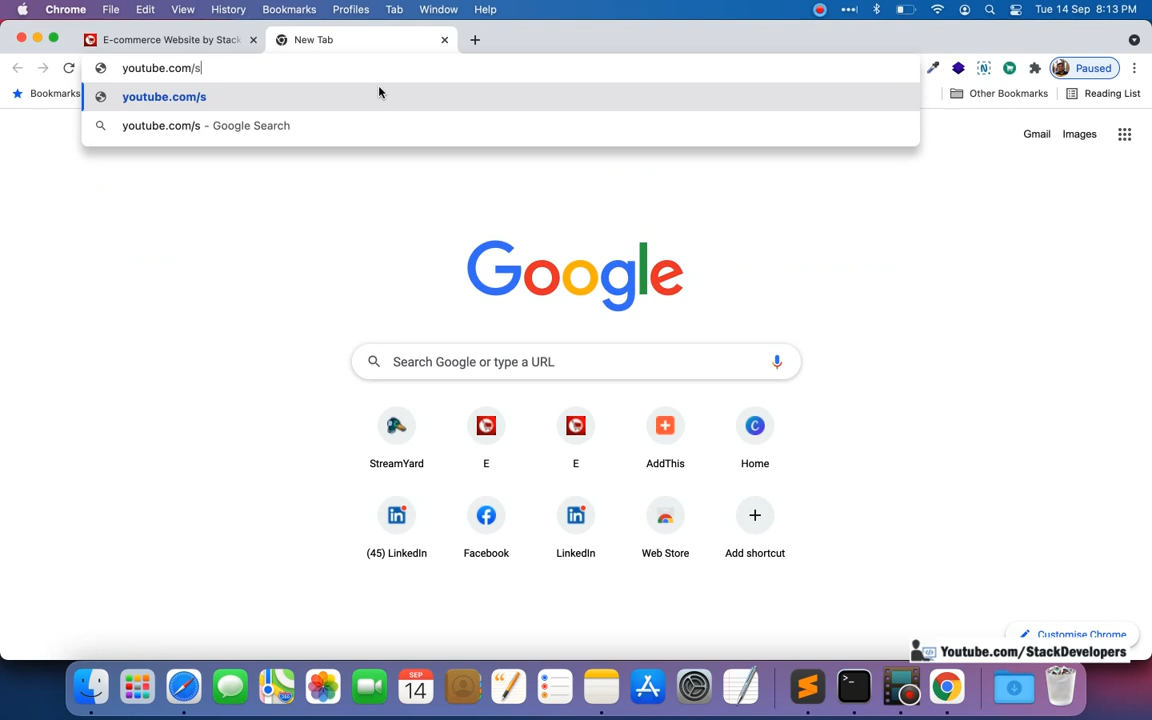 Chrome File Edit View History Bookmarks Profiles Tab Window Help Tue 14 Sep 8:13 PM
E-commerce Website by Stack New Tab
youtube.com/s Paused
Bookmarks Other Bookmarks Reading List
youtube.com/s
youtube.com/s - Google Search
Gmail Images
Google
Search Google or type a URL
StreamYard E E AddThis Home
(45) LinkedIn Facebook LinkedIn Web Store Add shortcut
Customise Chrome
Youtube.com/StackDevelopers
SEP
14